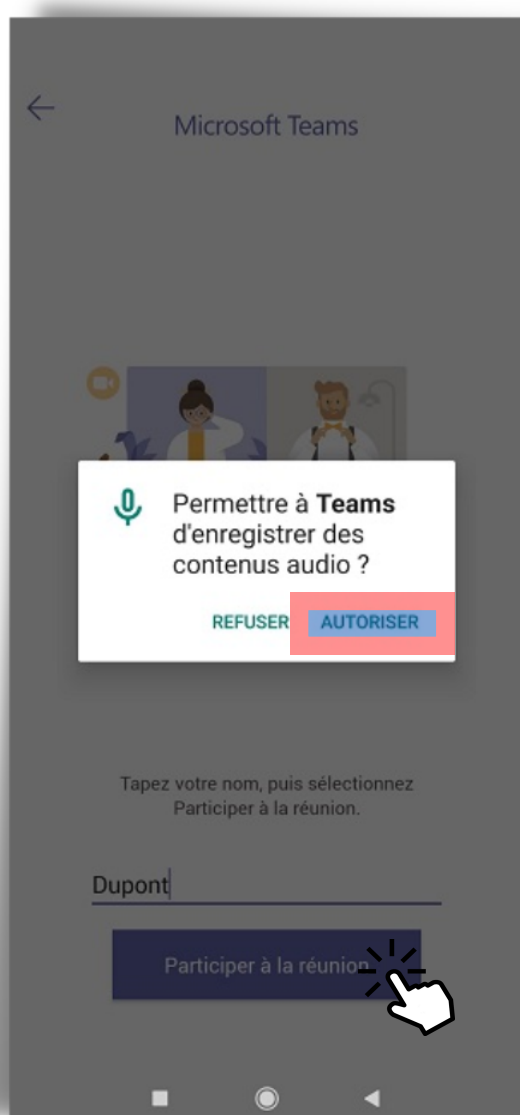 Microsoft Teams
Permettre à Teams
d'enregistrer des
contenus audio ?
REFUSER AUTORISER
Tapez votre nom, puis sélectionnez
Participer à la réunion.
Dupont
Participer à la réunion